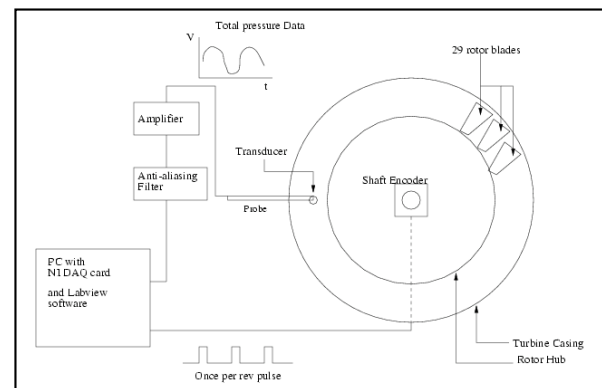 Total pressure Data
V
t
29 rotor blades
Amplifier
Transducer
Anti-aliasing
Filter
Shaft Encoder
Probe
PC with
NI DAQ card
and Labview
software
Turbine Casing
Rotor Hub
Once per rev pulse